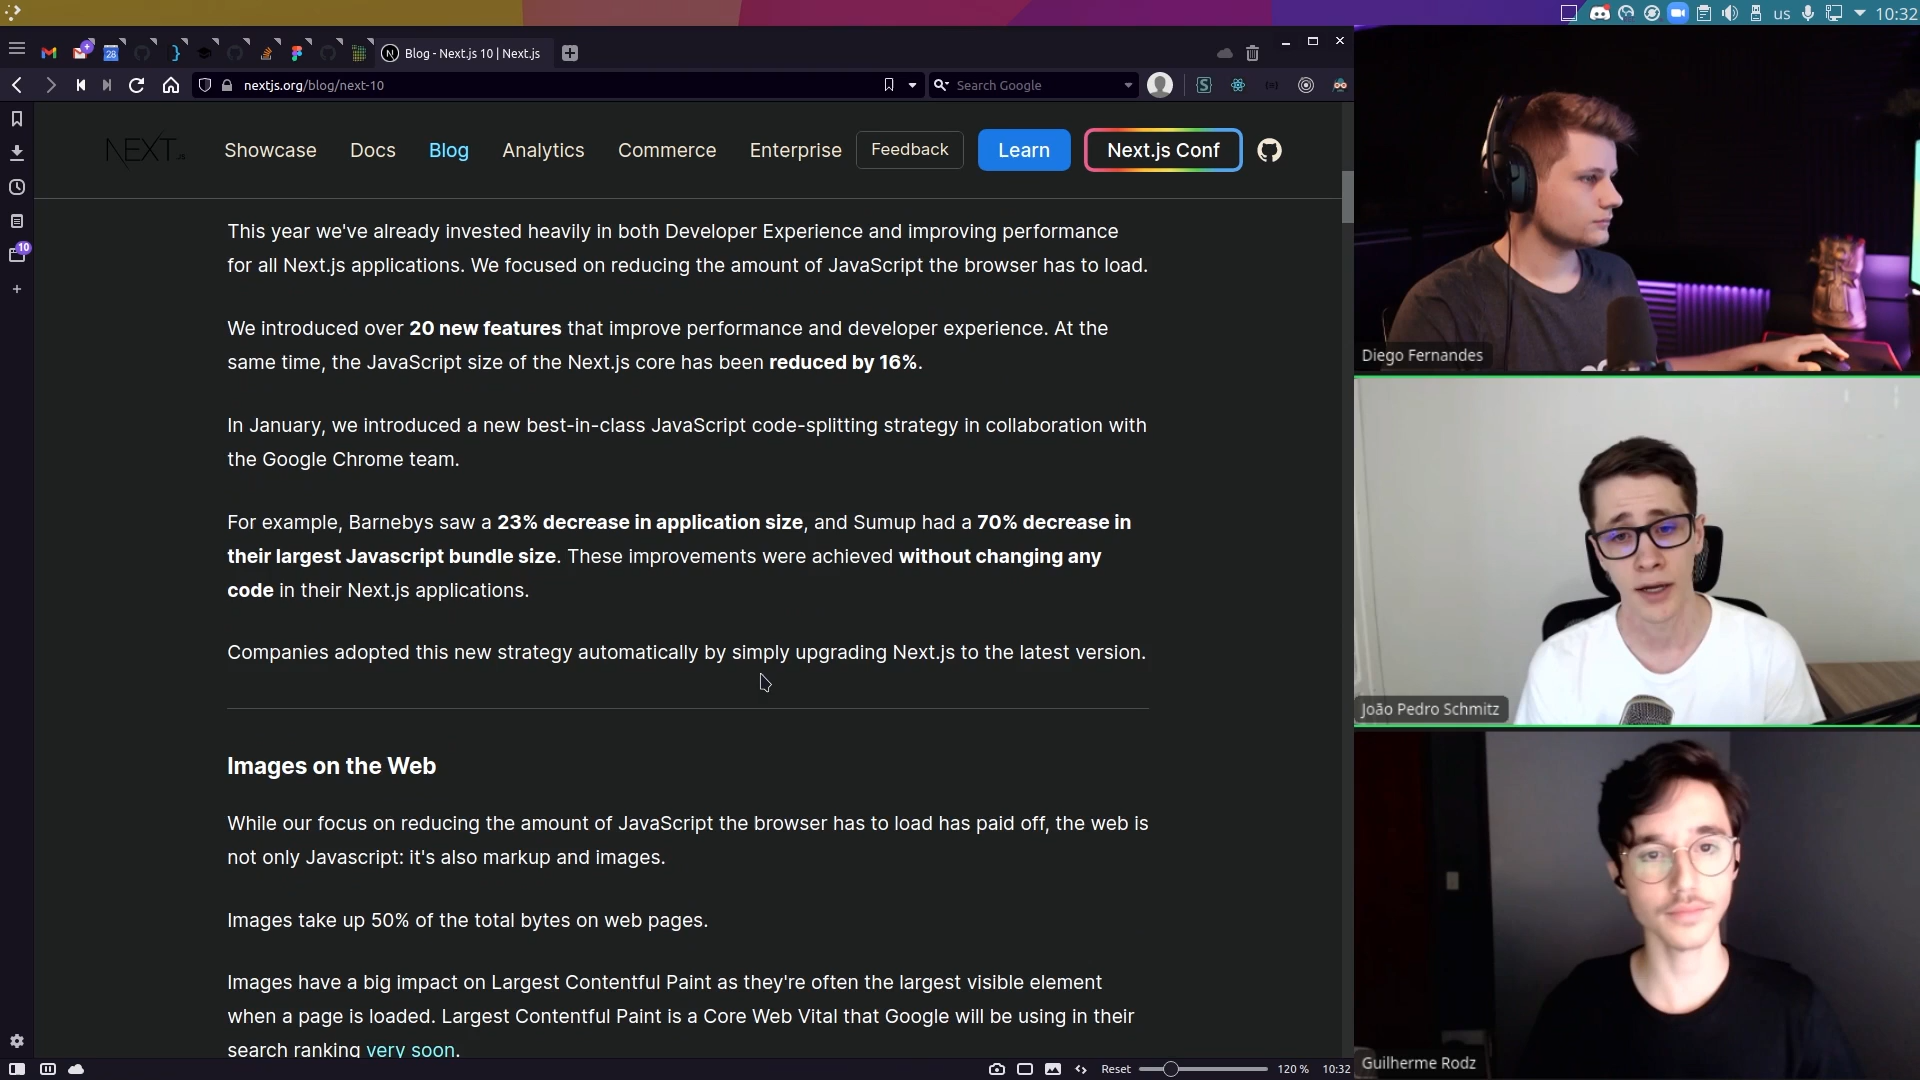 us
10:32
28
Blog - Next.js 10 | Next.js
nextjs.org/blog/next-10
Search Google
10
NEXT.JS
Showcase
Docs
Blog
Analytics
Commerce
Enterprise
Feedback
Learn
Next.js Conf
This year we've already invested heavily in both Developer Experience and improving performance
for all Next.js applications. We focused on reducing the amount of JavaScript the browser has to load.
We introduced over 20 new features that improve performance and developer experience. At the
same time, the JavaScript size of the Next.js core has been reduced by 16%.
In January, we introduced a new best-in-class JavaScript code-splitting strategy in collaboration with
the Google Chrome team.
For example, Barnebys saw a 23% decrease in application size, and Sumup had a 70% decrease in
their largest Javascript bundle size. These improvements were achieved without changing any
code in their Next.js applications.
Companies adopted this new strategy automatically by simply upgrading Next.js to the latest version.
Images on the Web
While our focus on reducing the amount of JavaScript the browser has to load has paid off, the web is
not only Javascript: it's also markup and images.
Images take up 50% of the total bytes on web pages.
Images have a big impact on Largest Contentful Paint as they're often the largest visible element
when a page is loaded. Largest Contentful Paint is a Core Web Vital that Google will be using in their
search ranking very soon.
Reset
120 %
10:32
Diego Fernandes
João Pedro Schmitz
Guilherme Rodz